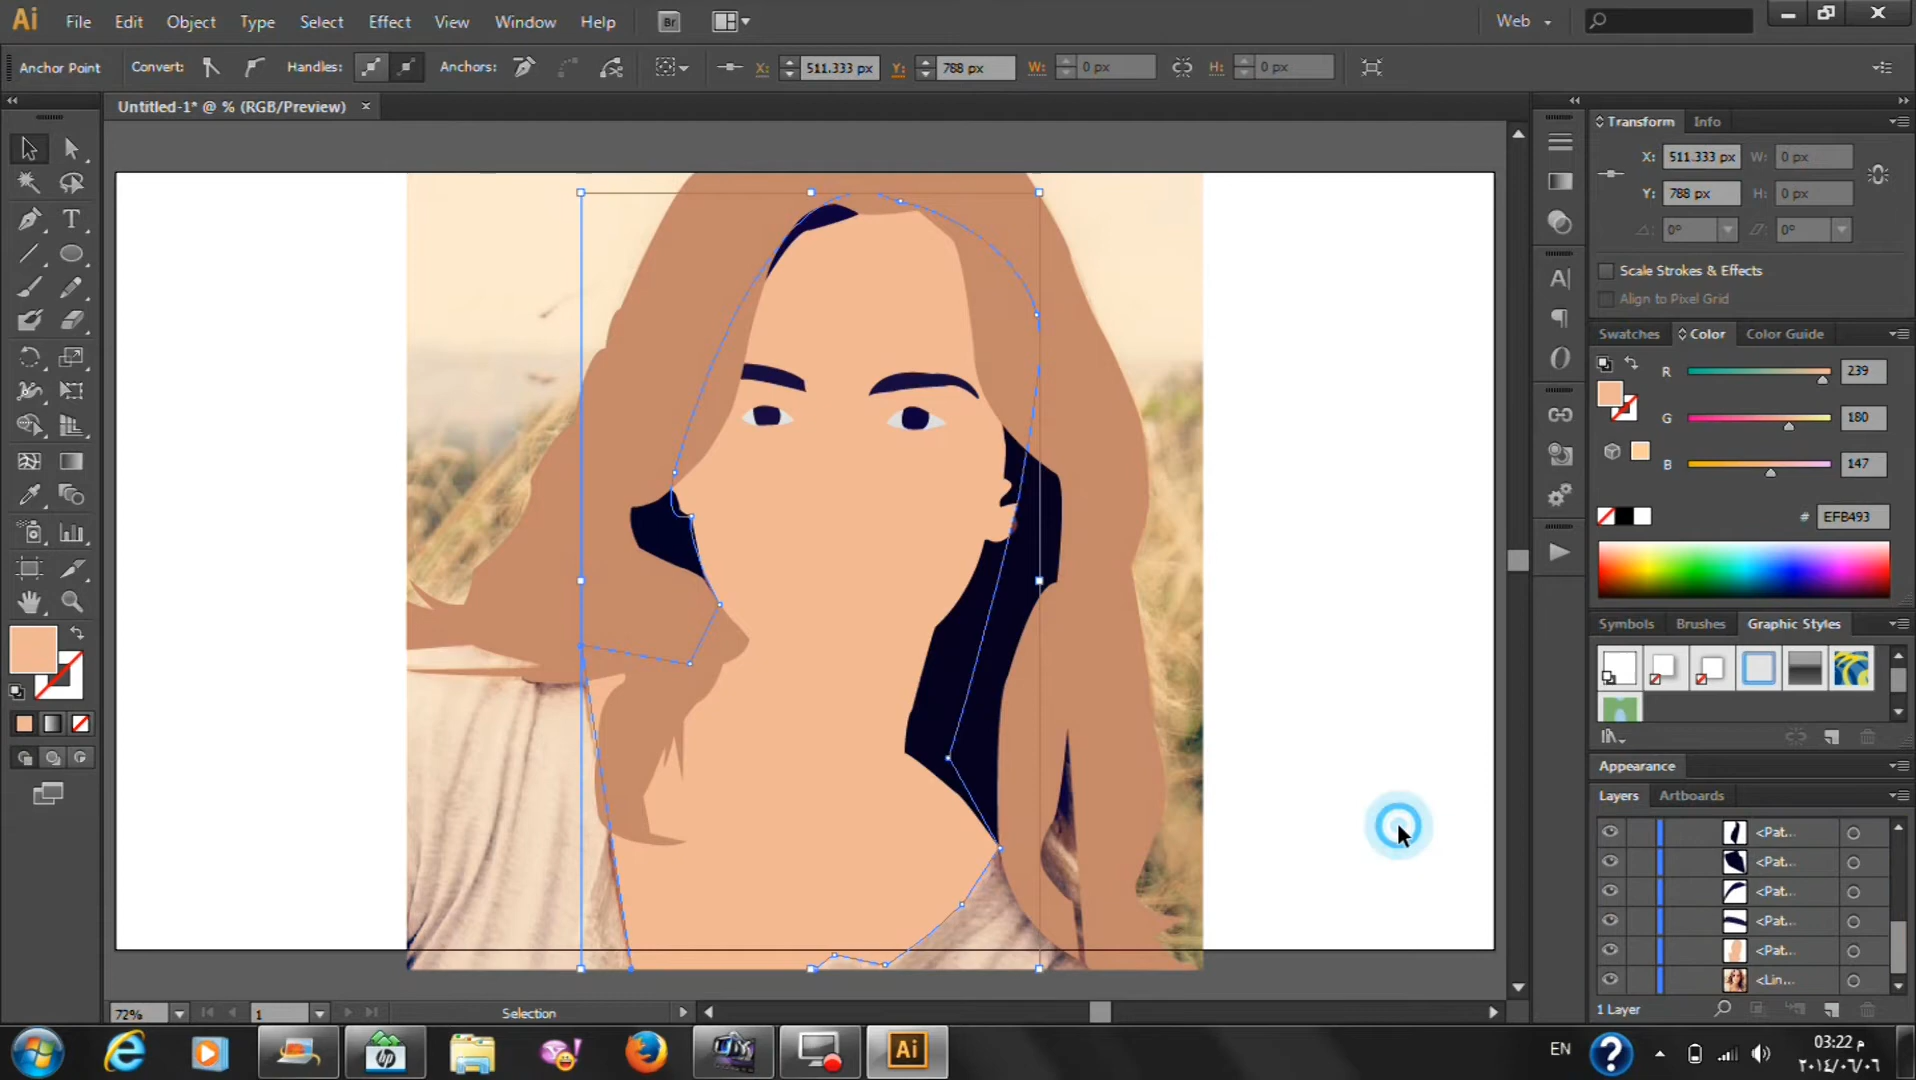 Ai File Edit Object Type Select Effect View Window Help Br Web
Anchor Point Convert: Handles: Anchors: X: 511.333 px Y: 788 px W: 0 px H: 0 px
Untitled-1* @ % (RGB/Preview) ×
Transform Info
X: 511.333 px W: 0 px
Y: 788 px H: 0 px
0° 0°
Scale Strokes & Effects
Align to Pixel Grid
Swatches Color Color Guide
R 239
G 180
B 147
# EFB493
Symbols Brushes Graphic Styles
Appearance
Layers Artboards
<Pat...
<Pat...
<Pat...
<Pat...
<Pat...
<Lin...
1 Layer
72% 1 Selection
Ai EN 03:22 م
٢٠١٤/٠٦/٠٦